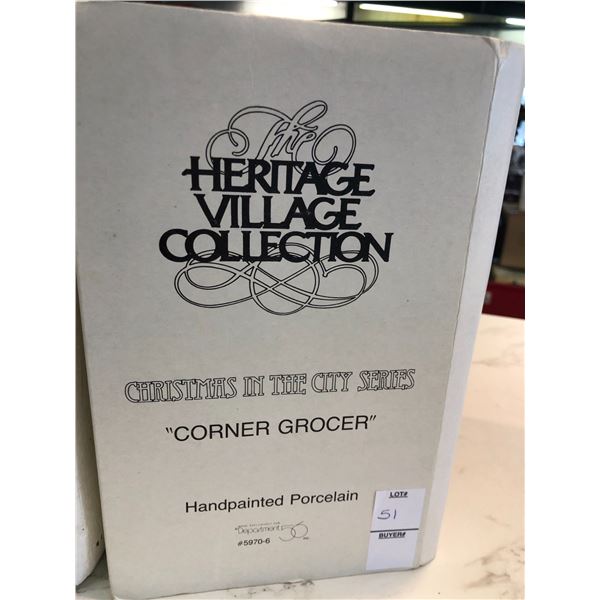 The
HERITAGE
VILLAGE
COLLECTION
CHRISTMAS IN THE CITY SERIES
"CORNER GROCER"
Handpainted Porcelain
Department 56
#5970-6
LOT#
51
BUYER#